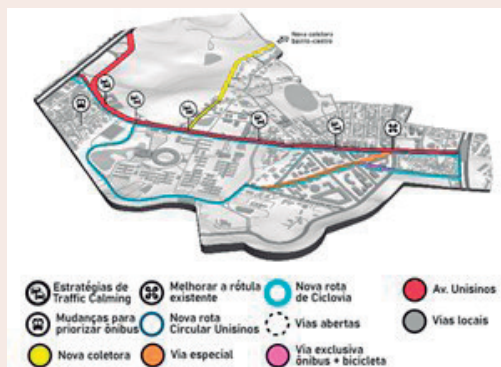 Nova coletora
bairro-centro
Estratégias de
Traffic Calming
Melhorar a rótula
existente
Nova rota
de Ciclovia
Av. Unisinos
Mudanças para
priorizar ônibus
Nova rota
Circular Unisinos
Vias abertas
Vias locais
Nova coletora
Via especial
Via exclusiva
ônibus + bicicleta